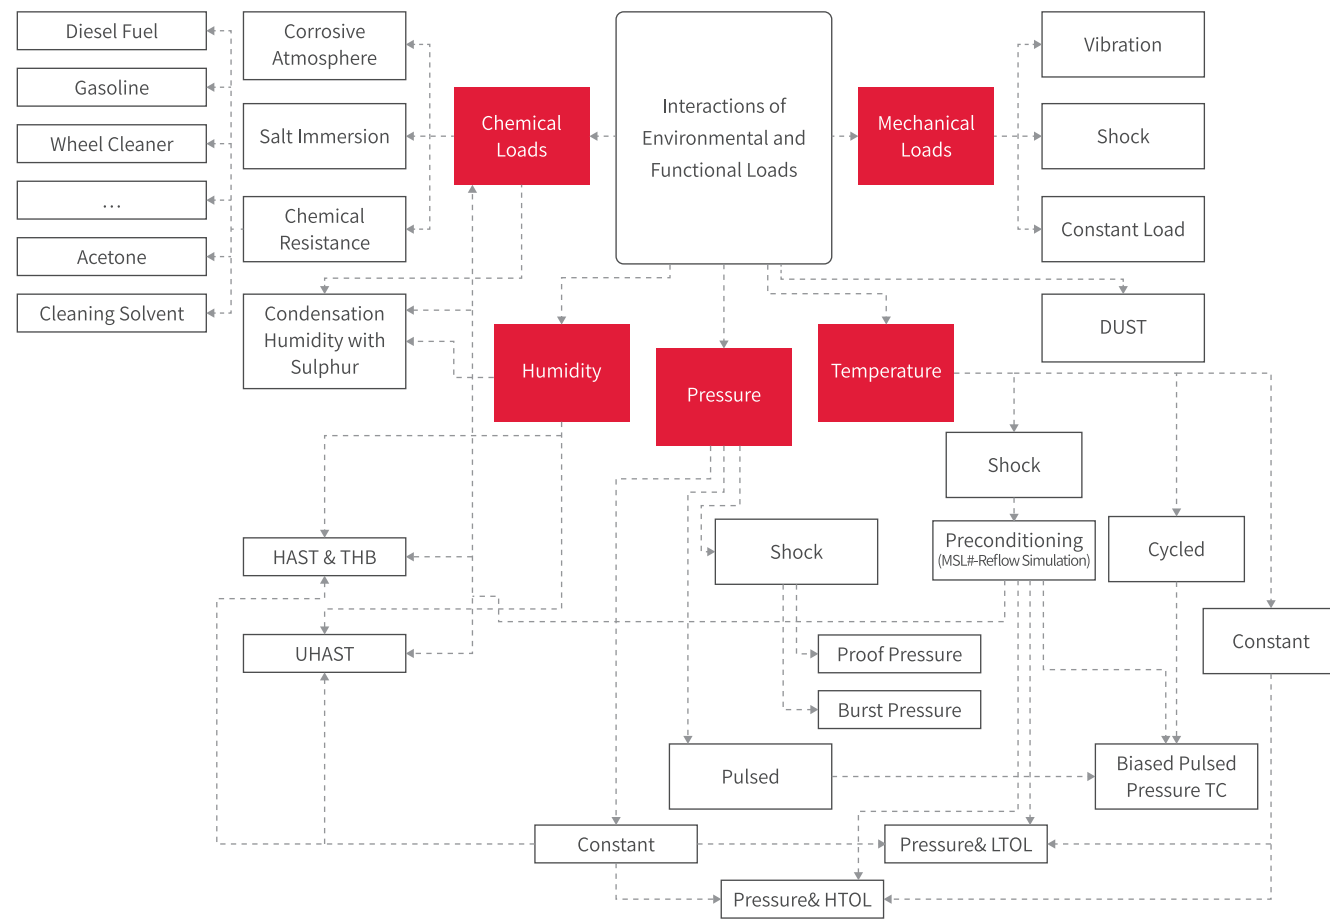 Diesel Fuel
Gasoline
Wheel Cleaner
...
Acetone
Cleaning Solvent
Corrosive
Atmosphere
Salt Immersion
Chemical
Resistance
Condensation
Humidity with
Sulphur
Chemical
Loads
Interactions of
Environmental and
Functional Loads
Mechanical
Loads
Vibration
Shock
Constant Load
DUST
Humidity
Pressure
Temperature
Shock
Preconditioning
(MSL#-Reflow Simulation)
Cycled
Constant
HAST & THB
UHAST
Shock
Proof Pressure
Burst Pressure
Pulsed
Biased Pulsed
Pressure TC
Constant
Pressure& LTOL
Pressure& HTOL